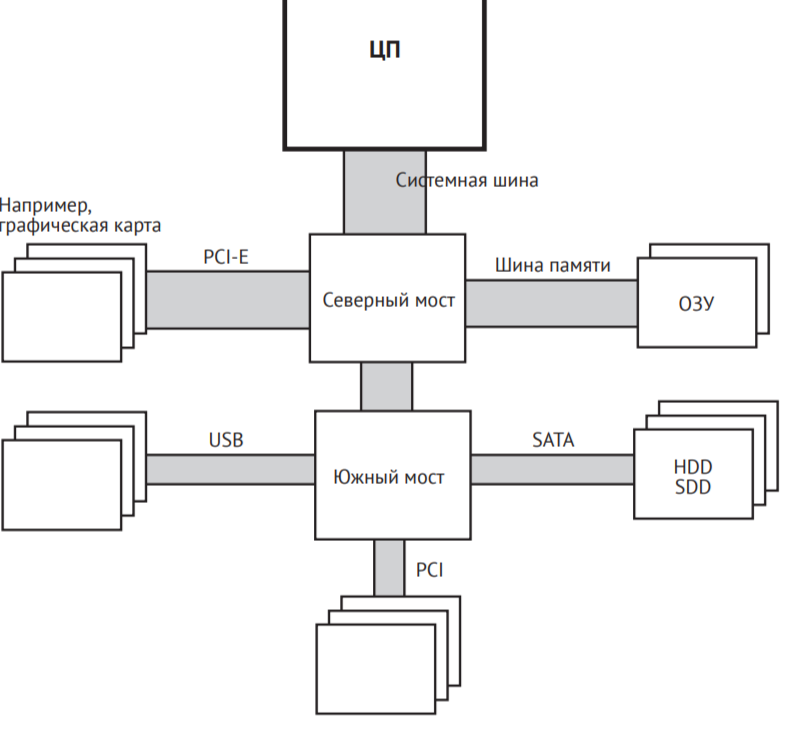 ЦП
Системная шина
Например,
графическая карта
PCI-E
Шина памяти
Северный мост
ОЗУ
USB
SATA
Южный мост
HDD
SDD
PCI